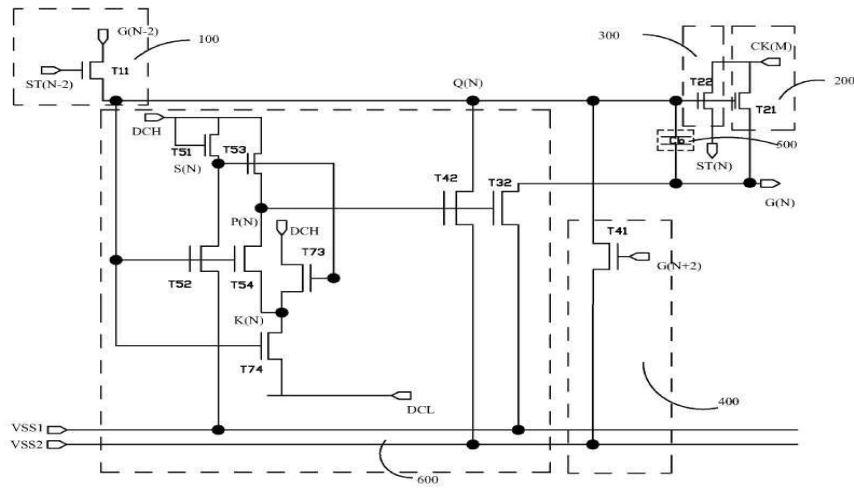 G(N-2)
100
T11
ST(N-2)
Q(N)
300
CK(M)
T22
200
T21
DCH
T51
T53
Cb
500
S(N)
ST(N)
T42
T32
G(N)
P(N)
DCH
T41
T73
G(N+2)
T52
T54
K(N)
T74
400
DCL
VSS1
VSS2
600